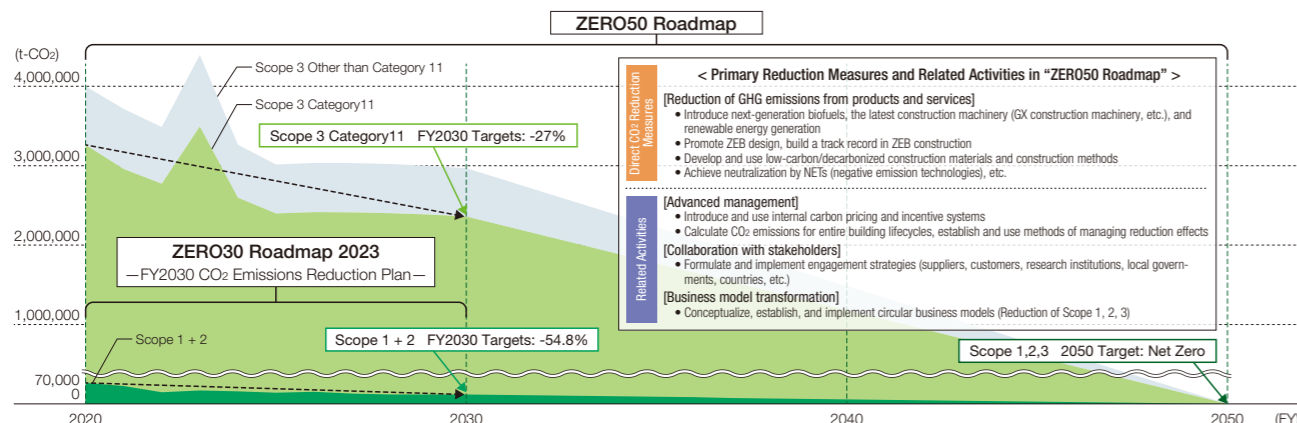 ZERO50 Roadmap
(t-CO2)
4,000,000
3,000,000
2,000,000
1,000,000
70,000
0
Scope 3 Other than Category 11
Scope 3 Category11
Scope 3 Category11 FY2030 Targets: -27%
ZERO30 Roadmap 2023
—FY2030 CO2 Emissions Reduction Plan—
Scope 1 + 2
Scope 1 + 2 FY2030 Targets: -54.8%
< Primary Reduction Measures and Related Activities in “ZERO50 Roadmap” >
Direct CO2 Reduction
Measures
[Reduction of GHG emissions from products and services]
• Introduce next-generation biofuels, the latest construction machinery (GX construction machinery, etc.), and
renewable energy generation
• Promote ZEB design, build a track record in ZEB construction
• Develop and use low-carbon/decarbonized construction materials and construction methods
• Achieve neutralization by NETs (negative emission technologies), etc.
Related Activities
[Advanced management]
• Introduce and use internal carbon pricing and incentive systems
• Calculate CO2 emissions for entire building lifecycles, establish and use methods of managing reduction effects
[Collaboration with stakeholders]
• Formulate and implement engagement strategies (suppliers, customers, research institutions, local govern-
ments, countries, etc.)
[Business model transformation]
• Conceptualize, establish, and implement circular business models (Reduction of Scope 1, 2, 3)
Scope 1,2,3 2050 Target: Net Zero
2020
2030
2040
2050
(FY